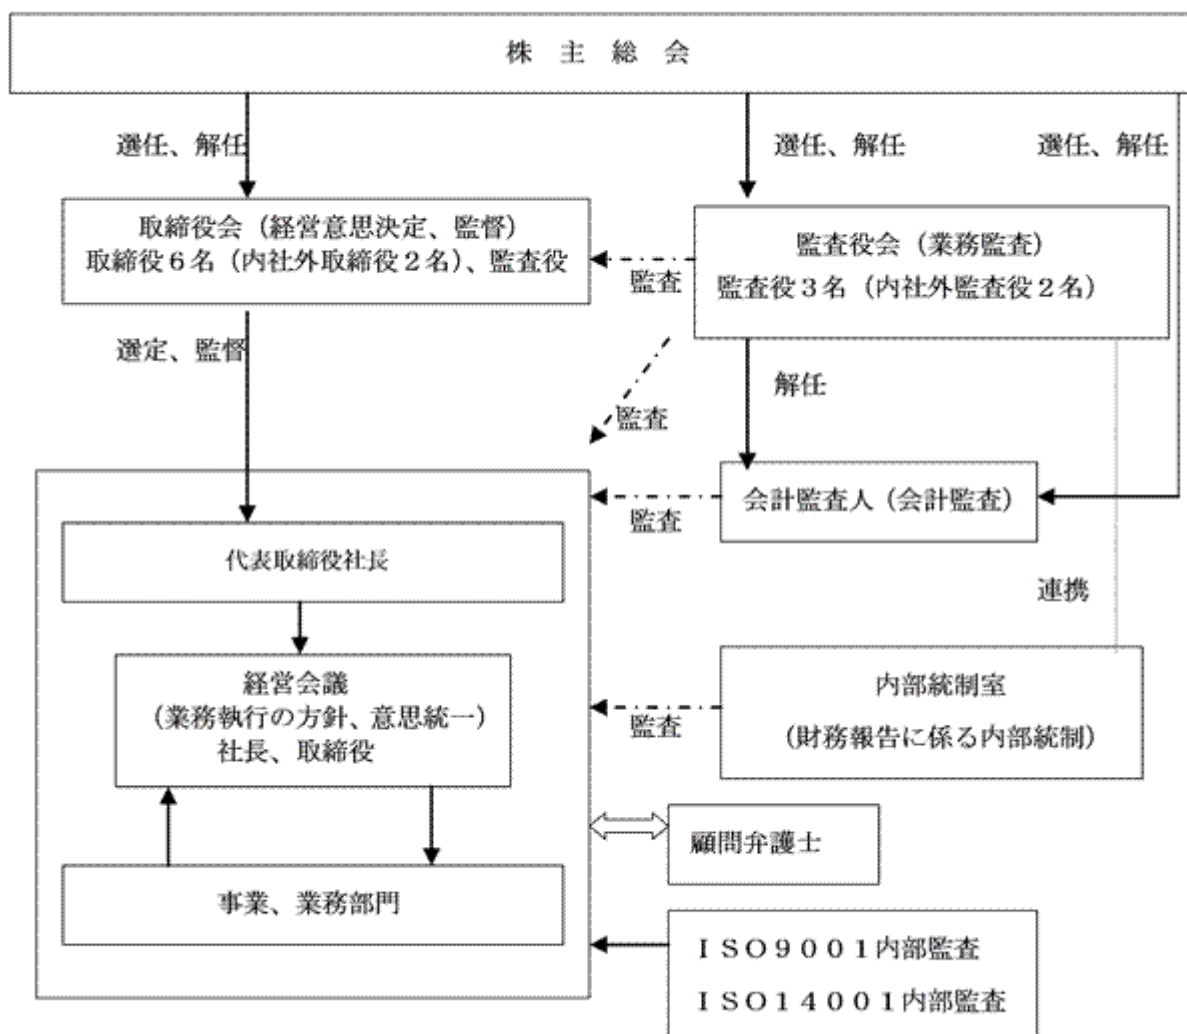 株 主 総 会
選任、解任
選任、解任
選任、解任
取締役会（経営意思決定、監督）
取締役６名（内社外取締役２名）、監査役
監査
監査役会（業務監査）
監査役３名（内社外監査役２名）
選定、監督
解任
監査
会計監査人（会計監査）
監査
代表取締役社長
連携
経営会議
（業務執行の方針、意思統一）
社長、取締役
監査
内部統制室
（財務報告に係る内部統制）
顧問弁護士
事業、業務部門
ＩＳＯ９００１内部監査
ＩＳＯ１４００１内部監査